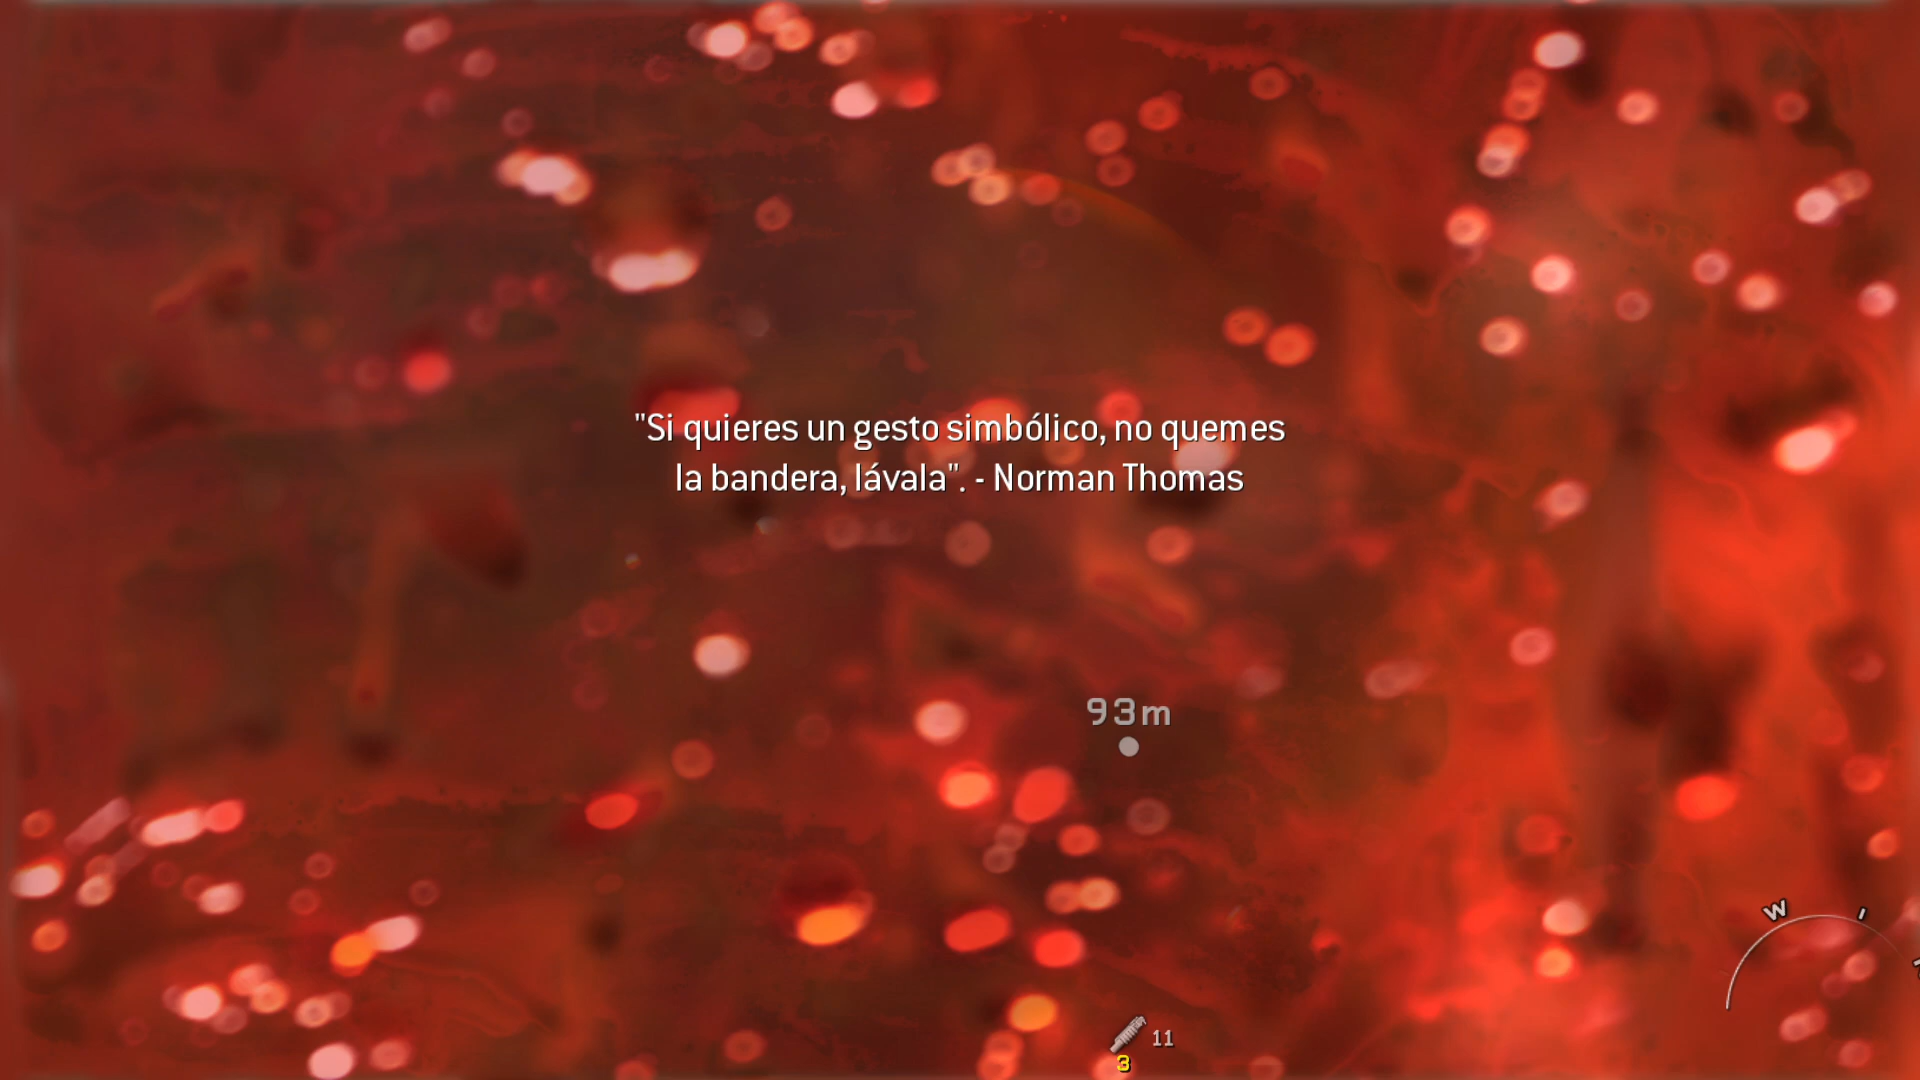 "Si quieres un gesto simbólico, no quemes
la bandera, lávala". - Norman Thomas
93m
W
11
3